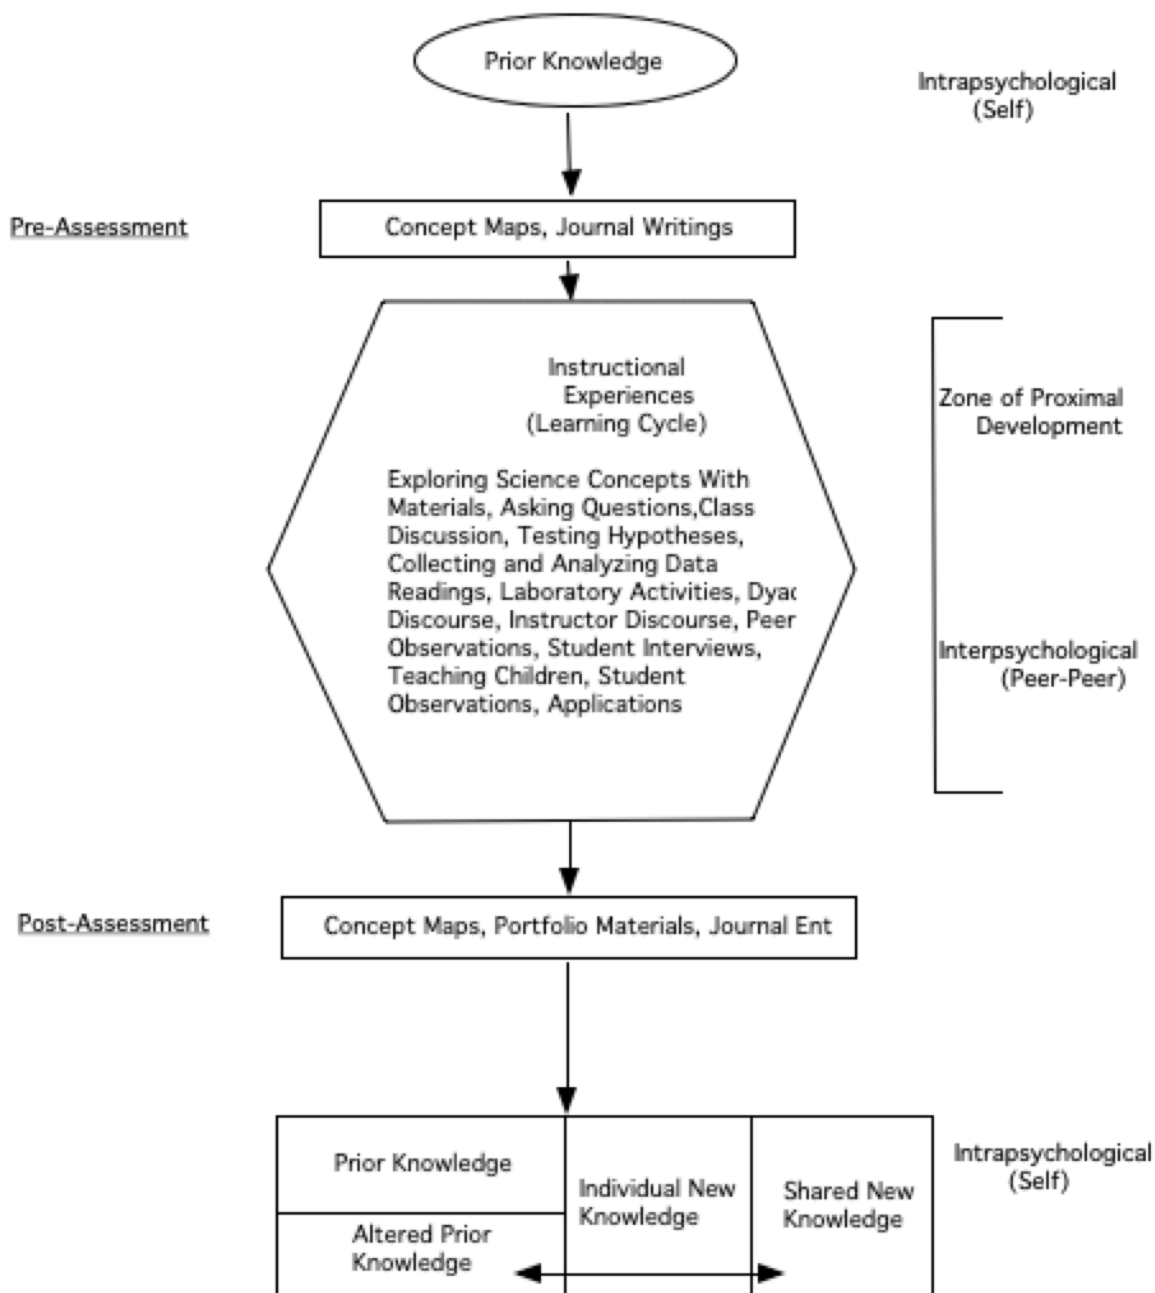 Prior Knowledge
Intrapsychological
(Self)
Pre-Assessment
Concept Maps, Journal Writings
Instructional
Experiences
(Learning Cycle)
Exploring Science Concepts With
Materials, Asking Questions,Class
Discussion, Testing Hypotheses,
Collecting and Analyzing Data
Readings, Laboratory Activities, Dyad
Discourse, Instructor Discourse, Peer
Observations, Student Interviews,
Teaching Children, Student
Observations, Applications
Zone of Proximal
Development
Interpsychological
(Peer-Peer)
Post-Assessment
Concept Maps, Portfolio Materials, Journal Ent
Prior Knowledge
Altered Prior
Knowledge
Individual New
Knowledge
Shared New
Knowledge
Intrapsychological
(Self)